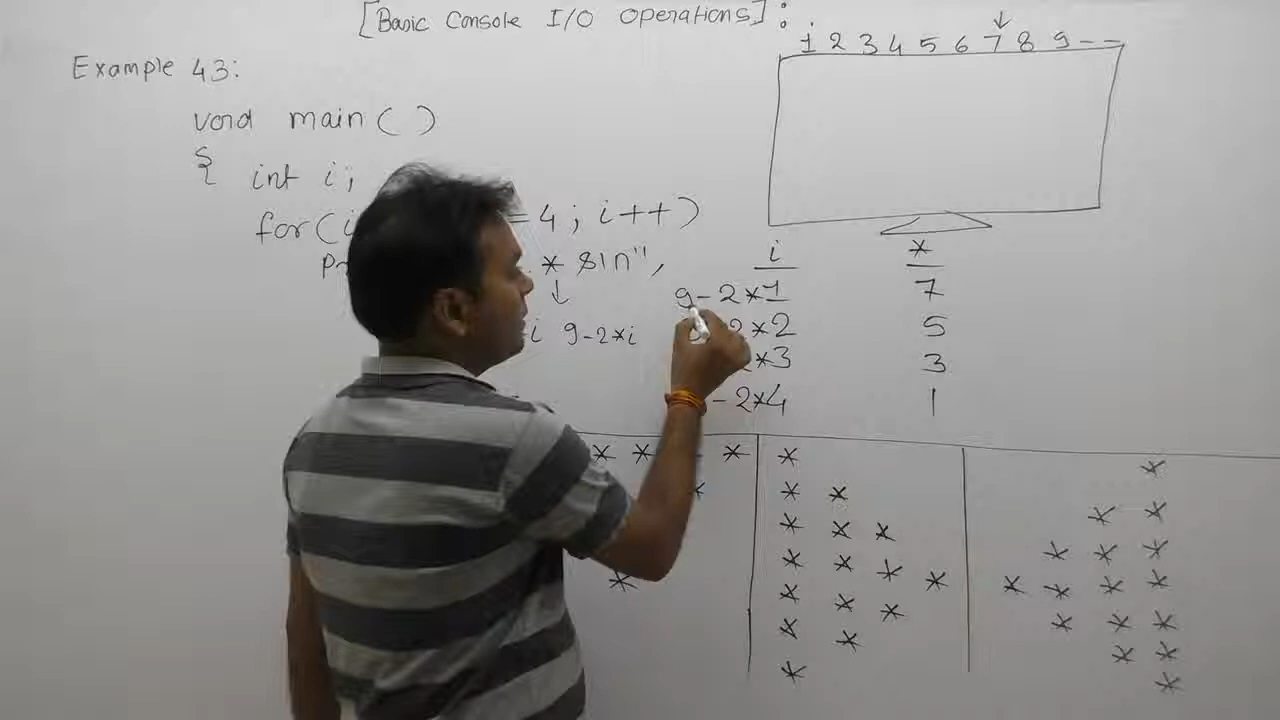 [Basic Console I/O Operations]:
Example 43:
void main( )
{ int i;
for(i =4; i++)
* s\n",
↓
i 9-2*i
↓
1 2 3 4 5 6 7 8 9 - -
i *
9-2*1 7
2*2 5
*3 3
-2*4 1
* * *
*
*
*
* *
* * *
* * * *
* * *
* *
*
*
* *
* * *
* * * *
* * *
* *
*